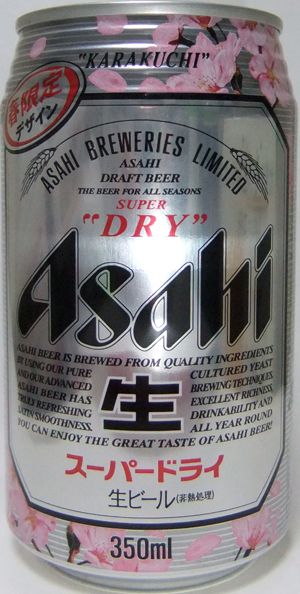 "KARAKUCHI"
春限定
デザイン
ASAHI BREWERIES LIMITED
ASAHI
DRAFT BEER
THE BEER FOR ALL SEASONS
SUPER
"DRY"
Asahi
ASAHI BEER IS BREWED FROM QUALITY INGREDIENTS
BY USING OUR PURE CULTURED YEAST
AND OUR ADVANCED BREWING TECHNIQUES.
ASAHI BEER HAS EXCELLENT RICHNESS,
TRULY REFRESHING DRINKABILITY AND
SATIN SMOOTHNESS. ALL YEAR ROUND
YOU CAN ENJOY THE GREAT TASTE OF ASAHI BEER!
生
スーパードライ
生ビール(非熱処理)
350ml